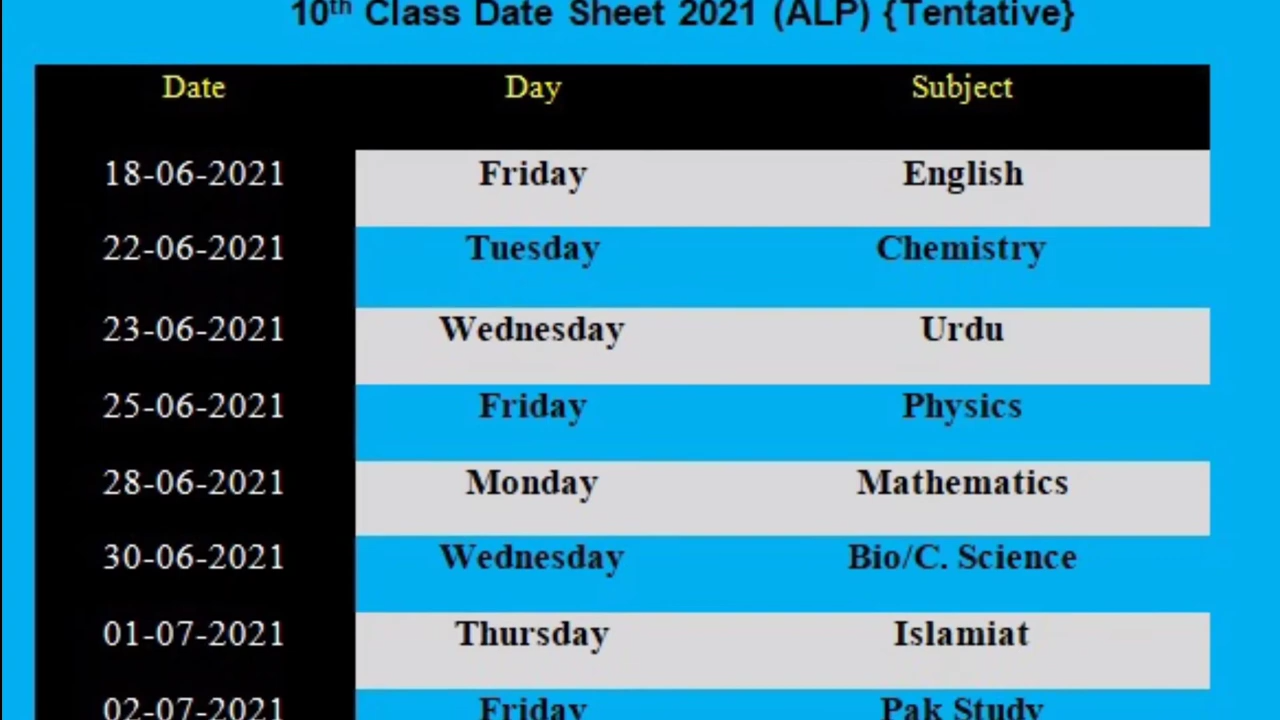 10th Class Date Sheet 2021 (ALP) {Tentative}
Date Day Subject
18-06-2021 Friday English
22-06-2021 Tuesday Chemistry
23-06-2021 Wednesday Urdu
25-06-2021 Friday Physics
28-06-2021 Monday Mathematics
30-06-2021 Wednesday Bio/C. Science
01-07-2021 Thursday Islamiat
02-07-2021 Friday Pak Study